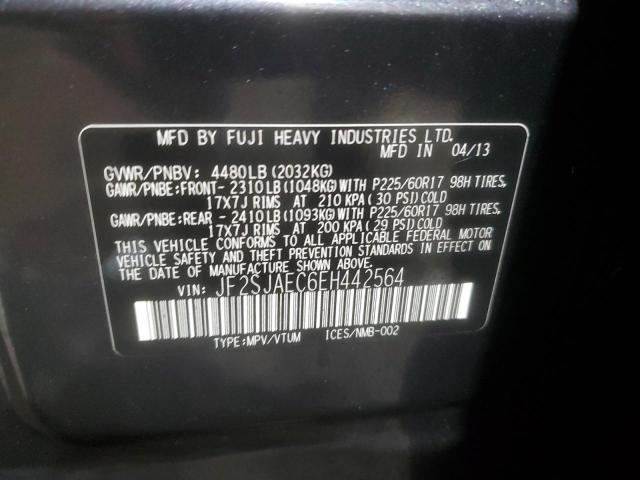 MFD BY FUJI HEAVY INDUSTRIES LTD.
MFD IN 04/13
GVWR/PNBV: 4480LB (2032KG)
GAWR/PNBE:FRONT- 2310LB (1048KG) WITH P225/60R17 98H TIRES,
17X7J RIMS AT 210 KPA (30 PSI) COLD
GAWR/PNBE:REAR - 2410LB (1093KG) WITH P225/60R17 98H TIRES,
17X7J RIMS AT 200 KPA (29 PSI) COLD
THIS VEHICLE CONFORMS TO ALL APPLICABLE FEDERAL MOTOR
VEHICLE SAFETY AND THEFT PREVENTION STANDARDS IN EFFECT ON
THE DATE OF MANUFACTURE SHOWN ABOVE.
VIN: JF2SJAEC6EH442564
TYPE:MPV/VTUM ICES/NMB-002